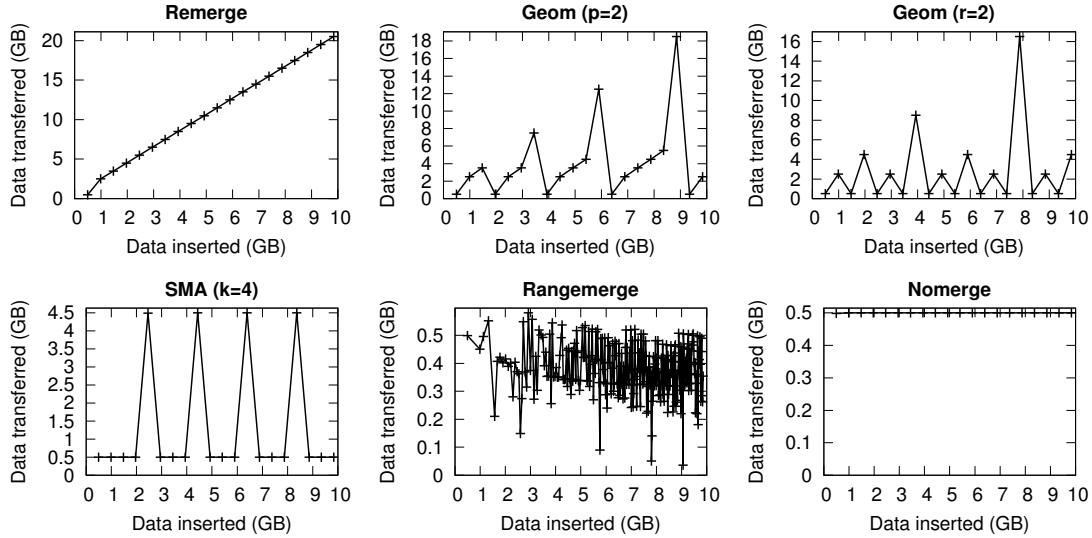 Remerge
Data transferred (GB)
20
15
10
5
0
0 1 2 3 4 5 6 7 8 9 10
Data inserted (GB)
Geom (p=2)
Data transferred (GB)
18
16
14
12
10
8
6
4
2
0
0 1 2 3 4 5 6 7 8 9 10
Data inserted (GB)
Geom (r=2)
Data transferred (GB)
16
14
12
10
8
6
4
2
0
0 1 2 3 4 5 6 7 8 9 10
Data inserted (GB)
SMA (k=4)
Data transferred (GB)
4.5
4
3.5
3
2.5
2
1.5
1
0.5
0
0 1 2 3 4 5 6 7 8 9 10
Data inserted (GB)
Rangemerge
Data transferred (GB)
0.5
0.4
0.3
0.2
0.1
0
0 1 2 3 4 5 6 7 8 9 10
Data inserted (GB)
Nomerge
Data transferred (GB)
0.5
0.4
0.3
0.2
0.1
0
0 1 2 3 4 5 6 7 8 9 10
Data inserted (GB)